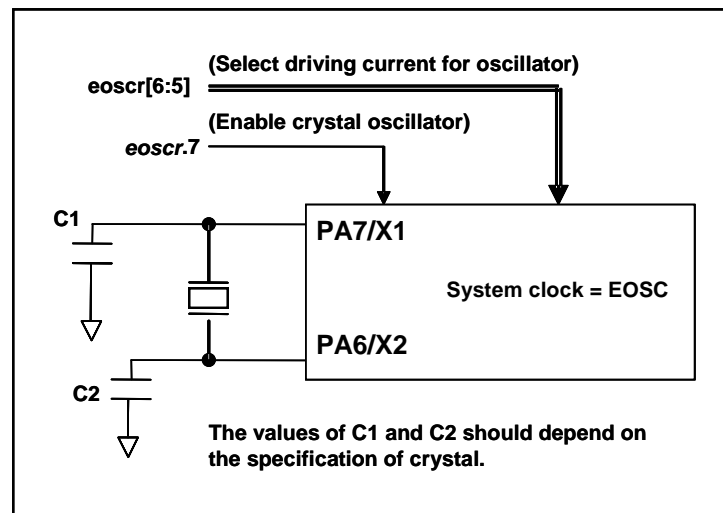 (Select driving current for oscillator)
eoscr[6:5]
(Enable crystal oscillator)
eoscr.7
C1
PA7/X1
System clock = EOSC
PA6/X2
C2
The values of C1 and C2 should depend on
the specification of crystal.